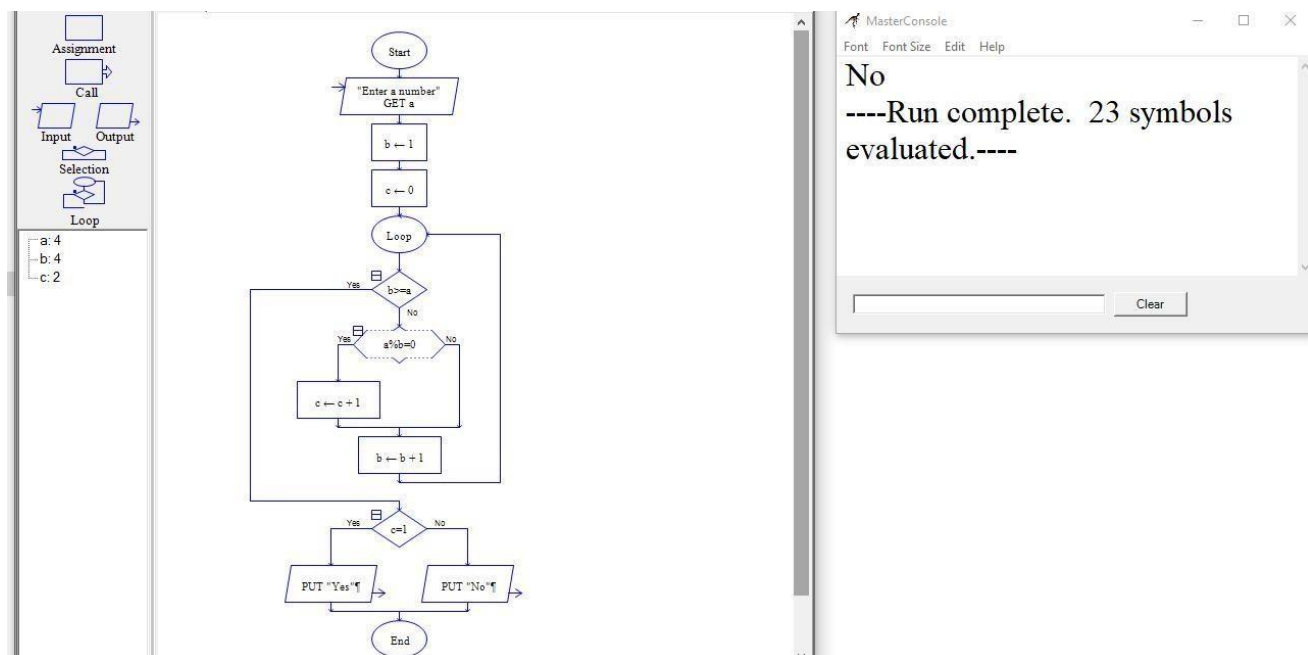 Assignment
Call
Input Output
Selection
Loop
a: 4
b: 4
c: 2
Start
"Enter a number"
GET a
b ← 1
c ← 0
Loop
Yes
b>=a
No
Yes
a%b=0
No
c ← c + 1
b ← b + 1
Yes
c=1
No
PUT "Yes"¶
PUT "No"¶
End
MasterConsole
Font Font Size Edit Help
No
----Run complete. 23 symbols
evaluated.----
Clear